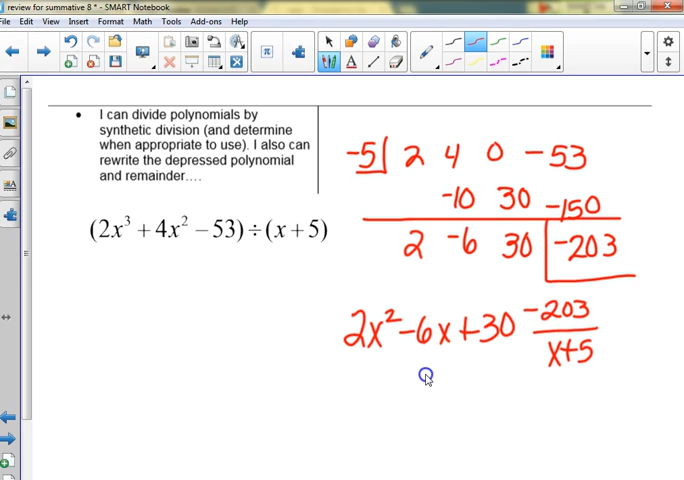 review for summative 8 * - SMART Notebook
File Edit View Insert Format Math Tools Add-ons Help
• I can divide polynomials by
synthetic division (and determine
when appropriate to use). I also can
rewrite the depressed polynomial
and remainder....
(2x³ + 4x² − 53) ÷ (x + 5)
-5| 2 4 0 -53
-10 30 -150
2 -6 30 |-203
2x² - 6x + 30 -203/x+5